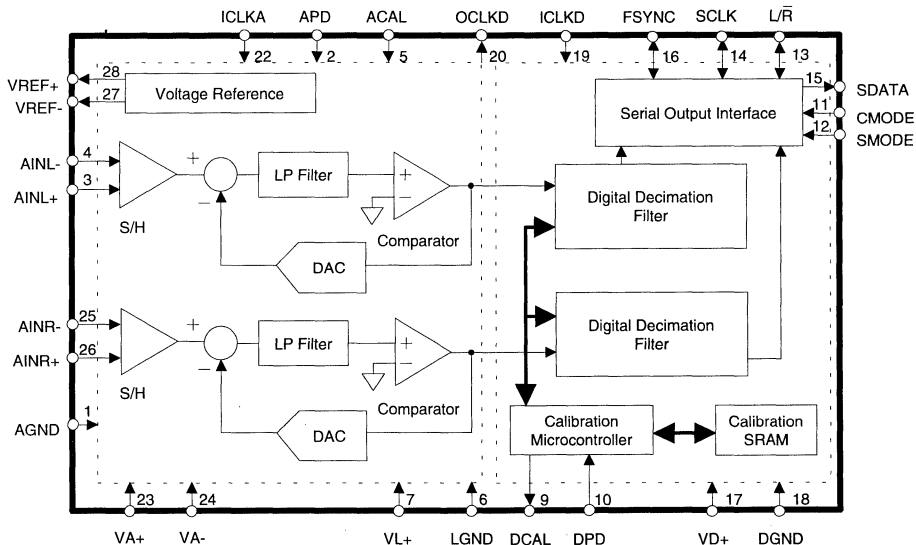 ICLKA APD ACAL OCLKD ICLKD FSYNC SCLK L/R̅
22 2 5 20 19 16 14 13
VREF+ 28
VREF- 27
Voltage Reference
Serial Output Interface
15 SDATA
11 CMODE
12 SMODE
AINL- 4
AINL+ 3
S/H
+
−
LP Filter
+
−
Comparator
DAC
Digital Decimation
Filter
AINR- 25
AINR+ 26
S/H
+
−
LP Filter
+
−
Comparator
DAC
Digital Decimation
Filter
AGND 1
Calibration
Microcontroller
Calibration
SRAM
23 24 7 6 9 10 17 18
VA+ VA- VL+ LGND DCAL DPD VD+ DGND